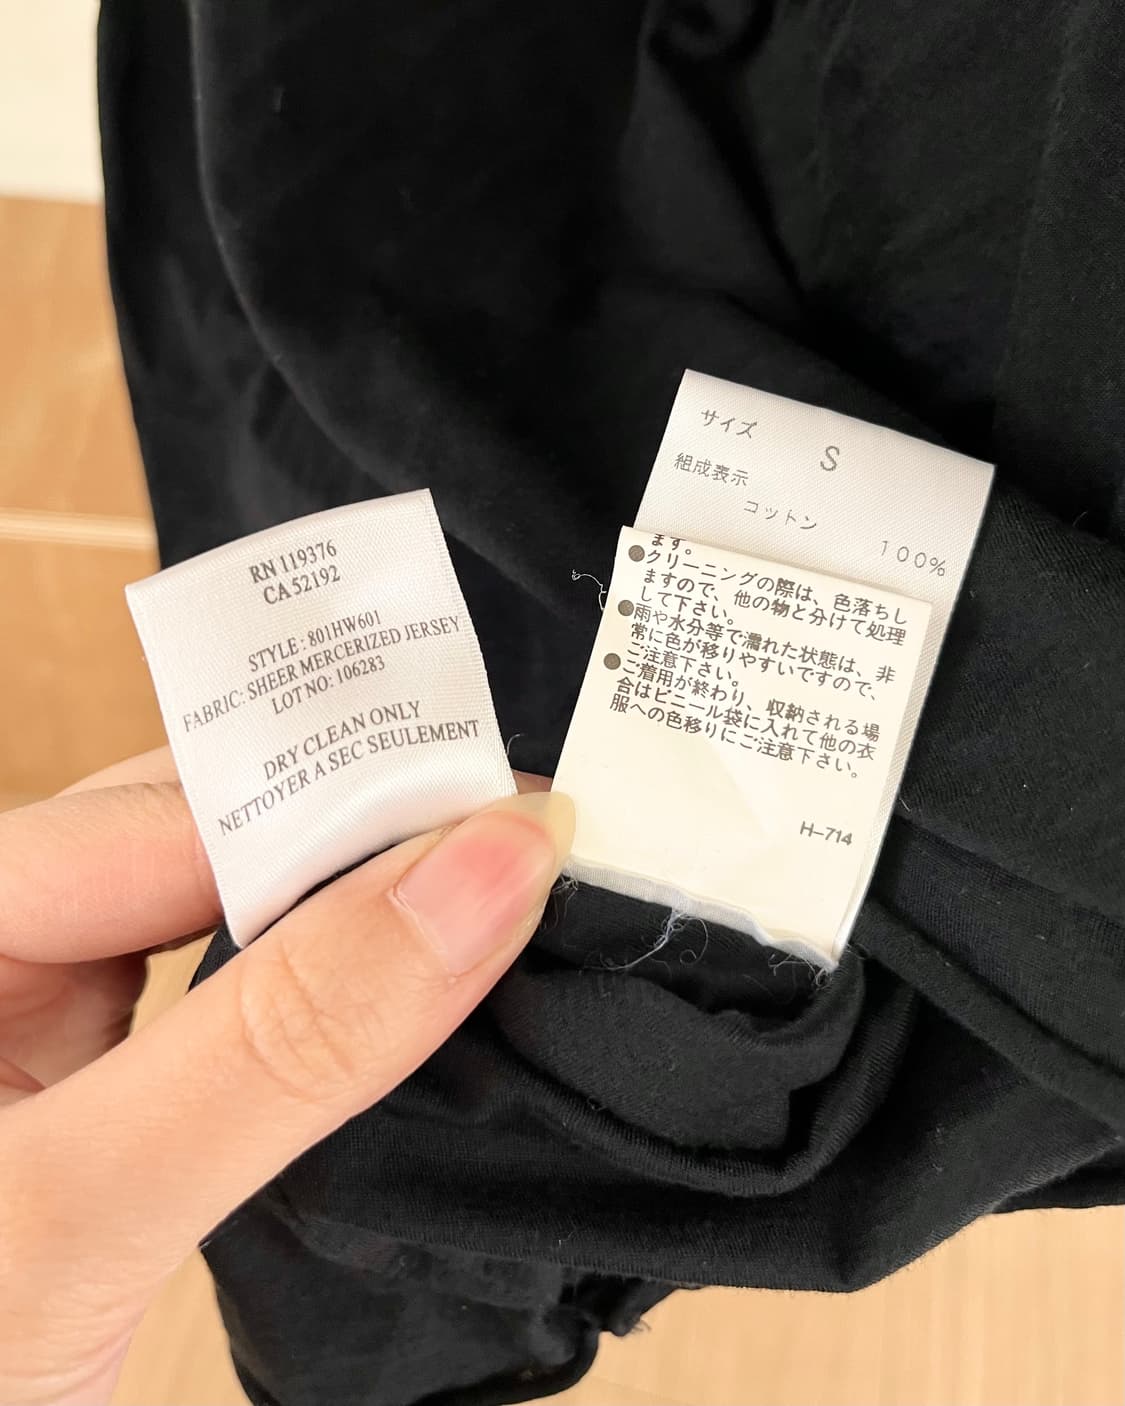 RN 119376
CA 52192
STYLE : 801HW601
FABRIC: SHEER MERCERIZED JERSEY
LOT NO: 106283
DRY CLEAN ONLY
NETTOYER A SEC SEULEMENT
サイズ S
組成表示
コットン 100%
ます。
●クリーニングの際は、色落ちし
ますので、他の物と分けて処理
して下さい。
●雨や水分等で濡れた状態は、非
常に色が移りやすいですので、
ご注意下さい。
●ご着用が終わり、収納される場
合はビニール袋に入れて他の衣
服への色移りにご注意下さい。
H-714